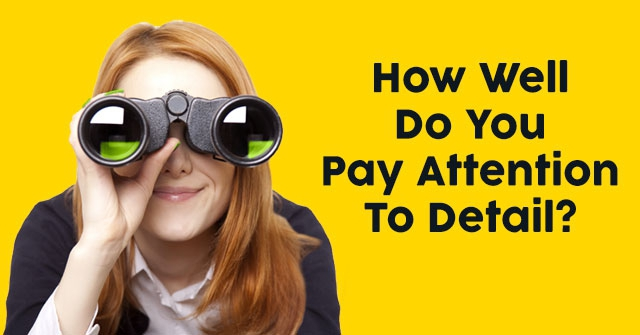 How Well
Do You
Pay Attention
To Detail?